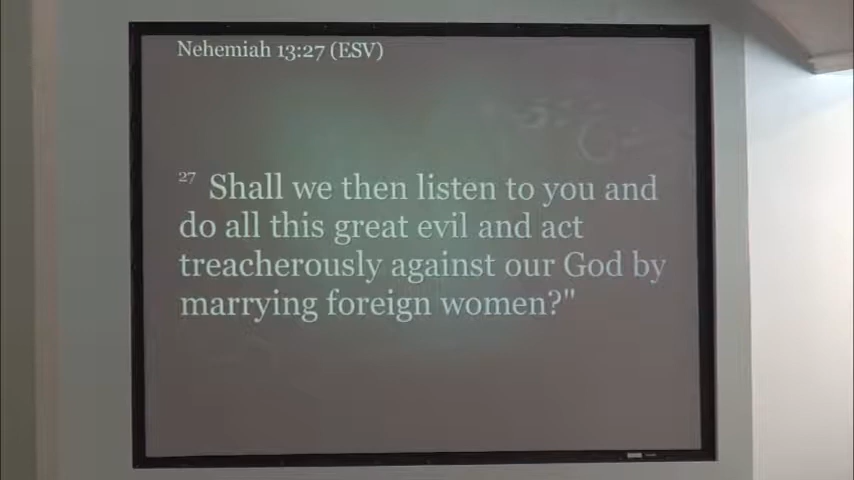 Nehemiah 13:27 (ESV)
27 Shall we then listen to you and
do all this great evil and act
treacherously against our God by
marrying foreign women?"